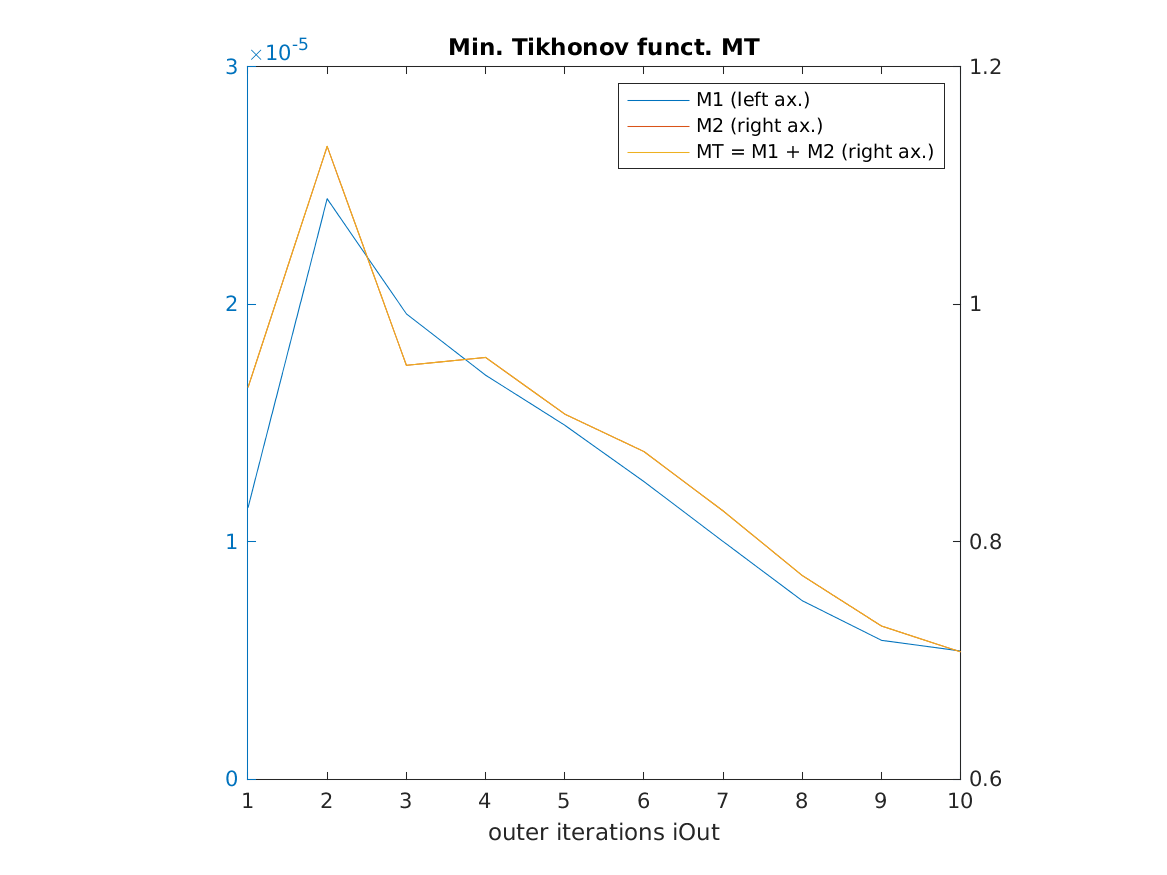 Min. Tikhonov funct. MT
×10-5
3
2
1
0
1.2
1
0.8
0.6
M1 (left ax.)
M2 (right ax.)
MT = M1 + M2 (right ax.)
1 2 3 4 5 6 7 8 9 10
outer iterations iOut